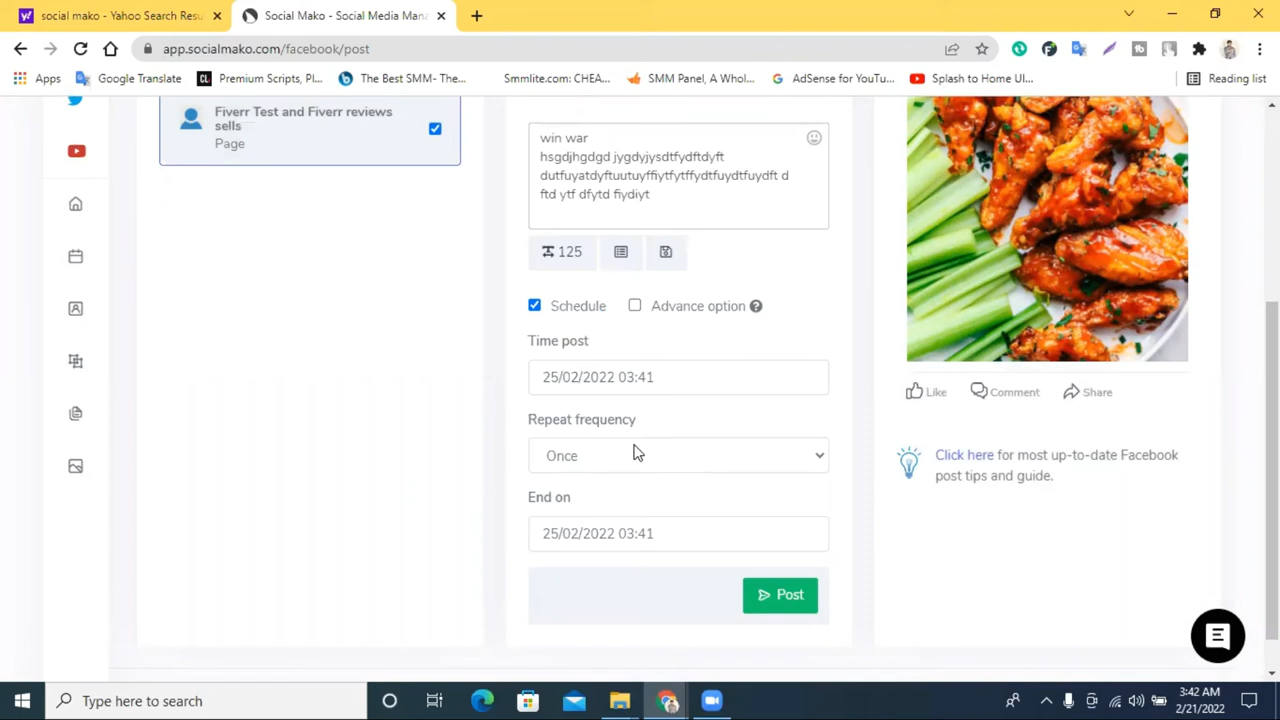 social mako - Yahoo Search Resu
Social Mako - Social Media Mana
app.socialmako.com/facebook/post
Apps
Google Translate
CL Premium Scripts, Pl...
The Best SMM- The...
Smmlite.com: CHEA...
SMM Panel, A Whol...
AdSense for YouTu...
Splash to Home UI...
Reading list
Fiverr Test and Fiverr reviews
sells
Page
win war
hsgdjhgdgd jygdyjysdtfydftdyft
dutfuyatdyftuutuyffiytfytffydtfuydtfuydft d
ftd ytf dfytd fiydiyt
125
Schedule
Advance option
Time post
25/02/2022 03:41
Repeat frequency
Once
End on
25/02/2022 03:41
Post
Like
Comment
Share
Click here for most up-to-date Facebook
post tips and guide.
Type here to search
3:42 AM
2/21/2022